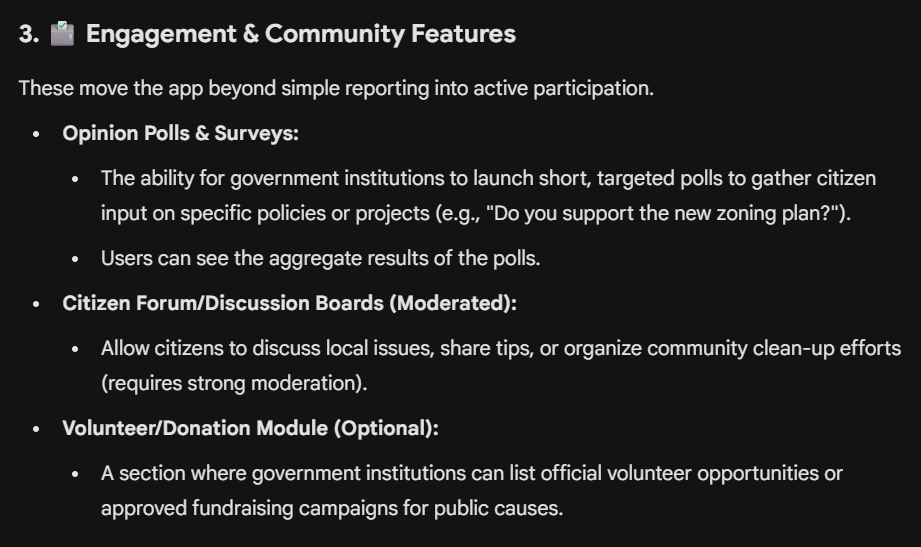 3. 🗳️ Engagement & Community Features
These move the app beyond simple reporting into active participation.
• Opinion Polls & Surveys:
• The ability for government institutions to launch short, targeted polls to gather citizen
input on specific policies or projects (e.g., "Do you support the new zoning plan?").
• Users can see the aggregate results of the polls.
• Citizen Forum/Discussion Boards (Moderated):
• Allow citizens to discuss local issues, share tips, or organize community clean-up efforts
(requires strong moderation).
• Volunteer/Donation Module (Optional):
• A section where government institutions can list official volunteer opportunities or
approved fundraising campaigns for public causes.